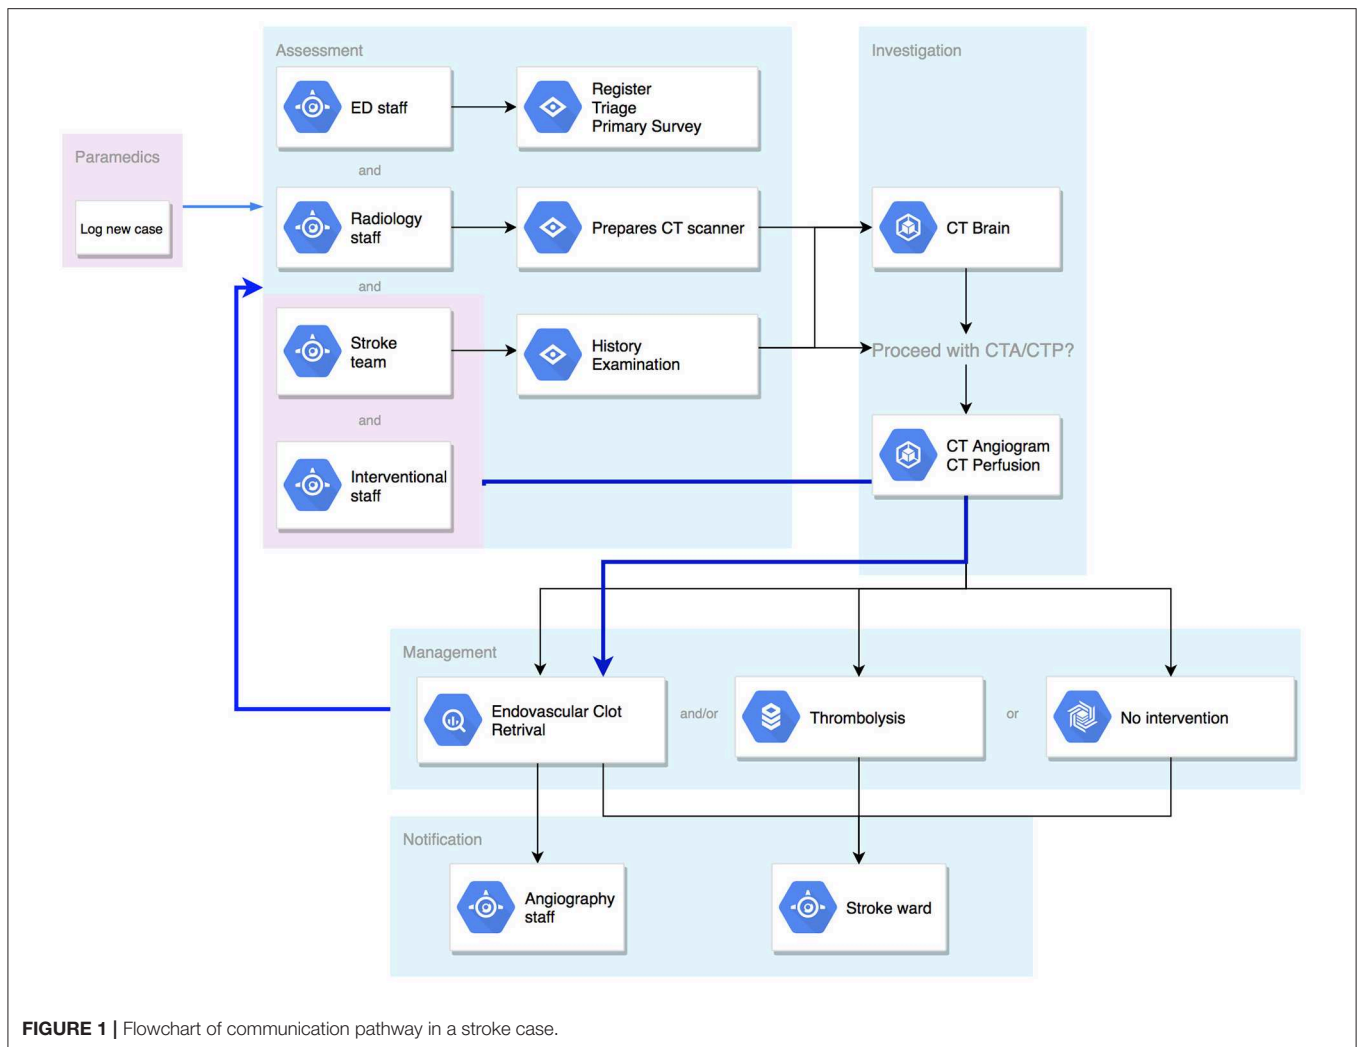 Assessment
Investigation
ED staff
Register
Triage
Primary Survey
Paramedics
Log new case
and
Radiology
staff
Prepares CT scanner
CT Brain
and
Stroke
team
History
Examination
Proceed with CTA/CTP?
and
Interventional
staff
CT Angiogram
CT Perfusion
Management
Endovascular Clot
Retrival
and/or
Thrombolysis
or
No intervention
Notification
Angiography
staff
Stroke ward
FIGURE 1 | Flowchart of communication pathway in a stroke case.